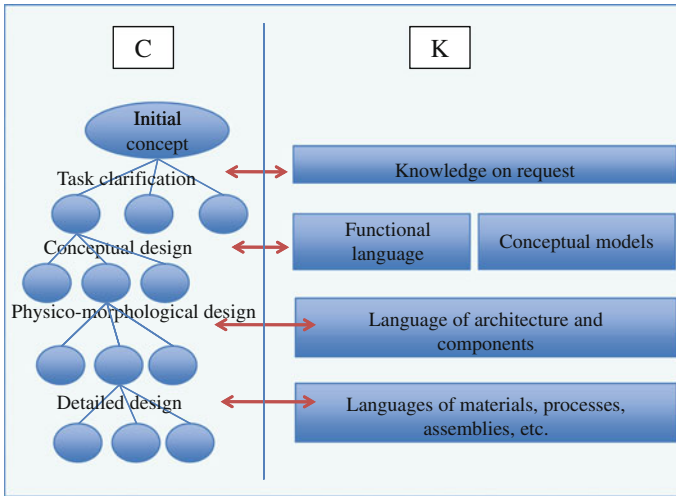 C
K
Initial
concept
Task clarification
Knowledge on request
Conceptual design
Functional
language
Conceptual models
Physico-morphological design
Language of architecture and
components
Detailed design
Languages of materials, processes,
assemblies, etc.